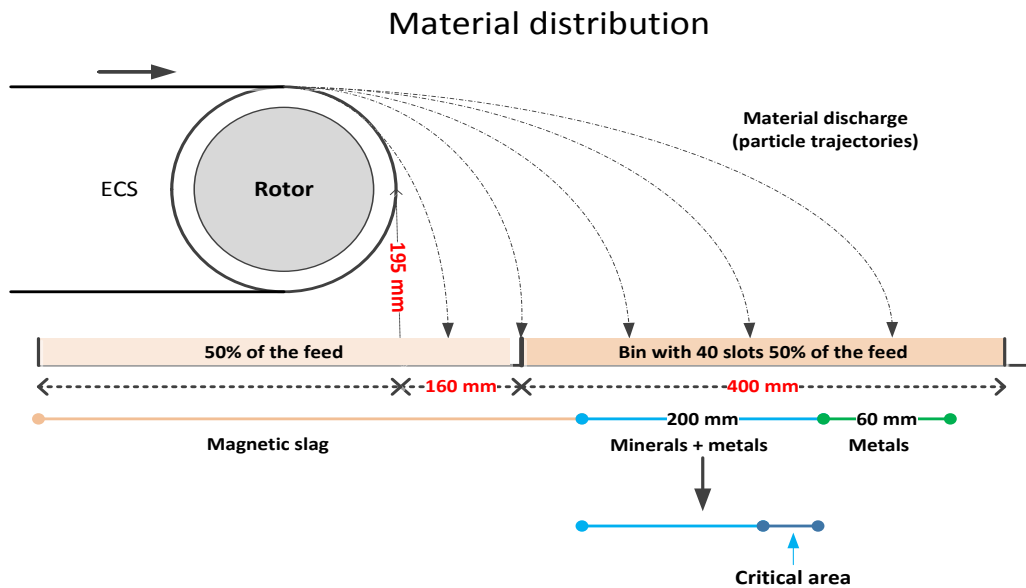 Material distribution
Material discharge
(particle trajectories)
ECS
Rotor
195 mm
50% of the feed
Bin with 40 slots 50% of the feed
160 mm
400 mm
200 mm
60 mm
Magnetic slag
Minerals + metals
Metals
Critical area